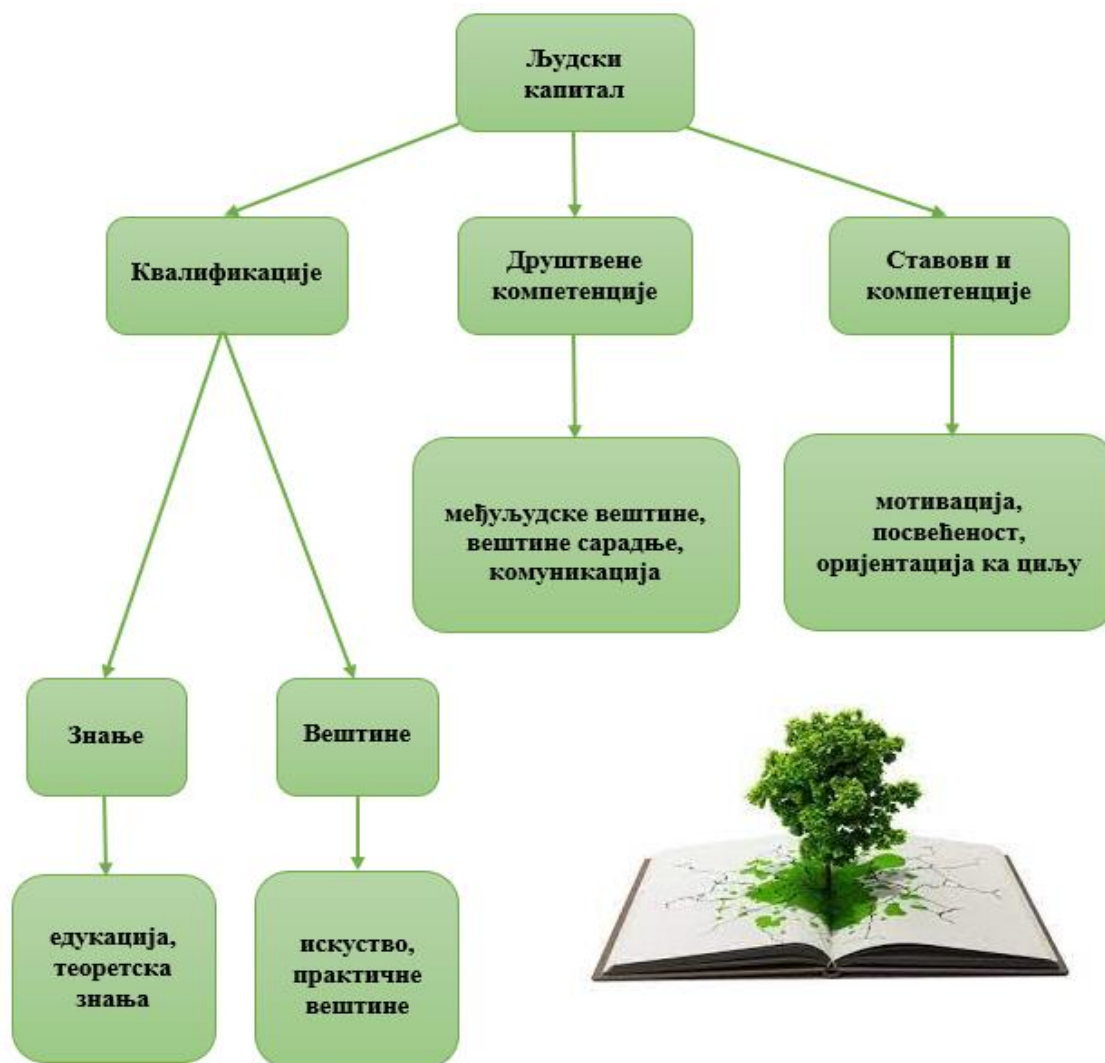 Људски
капитал
Квалификације
Друштвене
компетенције
Ставови и
компетенције
међуљудске вештине,
вештине сарадње,
комуникација
мотивација,
посвећеност,
оријентација ка циљу
Знање
Вештине
едукација,
теоретска
знања
искуство,
практичне
вештине